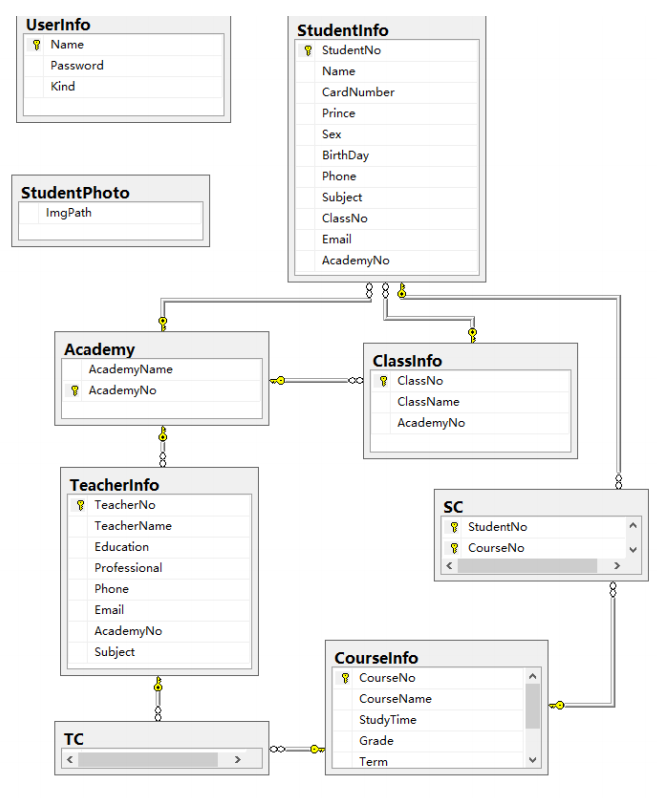 UserInfo
Name
Password
Kind
StudentInfo
StudentNo
Name
CardNumber
Prince
Sex
BirthDay
Phone
Subject
ClassNo
Email
AcademyNo
StudentPhoto
ImgPath
Academy
AcademyName
AcademyNo
ClassInfo
ClassNo
ClassName
AcademyNo
TeacherInfo
TeacherNo
TeacherName
Education
Professional
Phone
Email
AcademyNo
Subject
SC
StudentNo
CourseNo
CourseInfo
CourseNo
CourseName
StudyTime
Grade
Term
TC